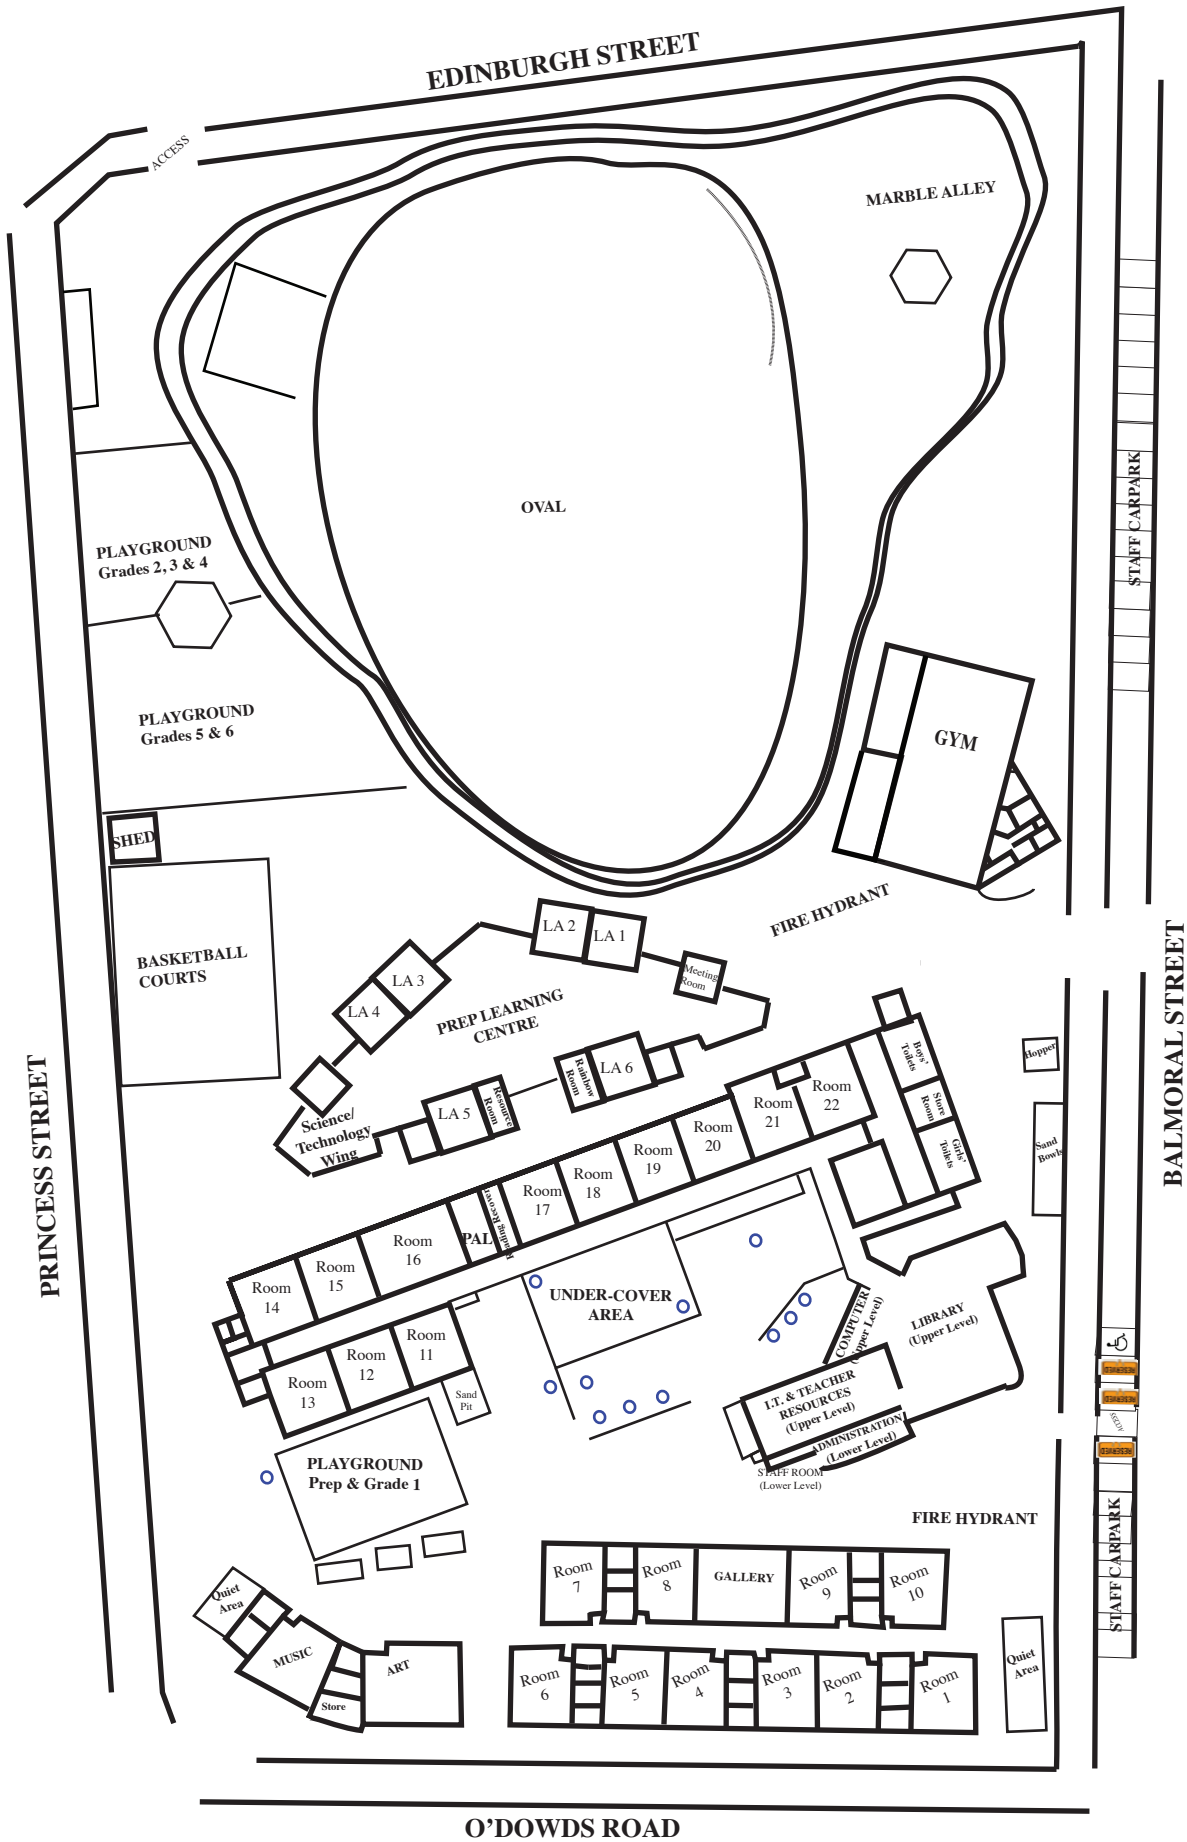 EDINBURGH STREET
ACCESS
MARBLE ALLEY
OVAL
STAFF CARPARK
PLAYGROUND
Grades 2, 3 & 4
PLAYGROUND
Grades 5 & 6
GYM
SHED
FIRE HYDRANT
BASKETBALL
COURTS
LA 2
LA 1
LA 3
LA 4
Meeting
Room
PREP LEARNING
CENTRE
BALMORAL STREET
PRINCESS STREET
Hopper
Boys'
Toilets
Store
Room
Girls'
Toilets
Sand
Bowls
Rainbow
Room
LA 6
LA 5
Resource
Room
Science/
Technology
Wing
Room
22
Room
21
Room
20
Room
19
Room
18
Room
17
PAL
Room
16
Room
15
Room
14
UNDER-COVER
AREA
COMPUTER
(Upper Level)
LIBRARY
(Upper Level)
Room
11
Room
12
Room
13
Sand
Pit
I.T. & TEACHER
RESOURCES
(Upper Level)
ADMINISTRATION
(Lower Level)
STAFF ROOM
(Lower Level)
RESERVED
RESERVED
ACCESS
RESERVED
PLAYGROUND
Prep & Grade 1
FIRE HYDRANT
STAFF CARPARK
Room
7
Room
8
GALLERY
Room
9
Room
10
Quiet
Area
MUSIC
ART
Store
Room
6
Room
5
Room
4
Room
3
Room
2
Room
1
Quiet
Area
O'DOWDS ROAD